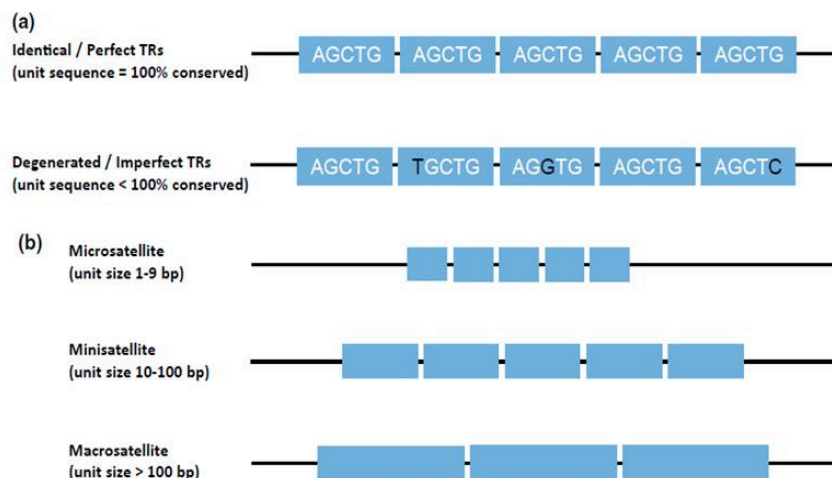 (a)
Identical / Perfect TRs
(unit sequence = 100% conserved)
AGCTG AGCTG AGCTG AGCTG AGCTG
Degenerated / Imperfect TRs
(unit sequence < 100% conserved)
AGCTG TGCTG AGGTG AGCTG AGCTC
(b)
Microsatellite
(unit size 1-9 bp)
Minisatellite
(unit size 10-100 bp)
Macrosatellite
(unit size > 100 bp)